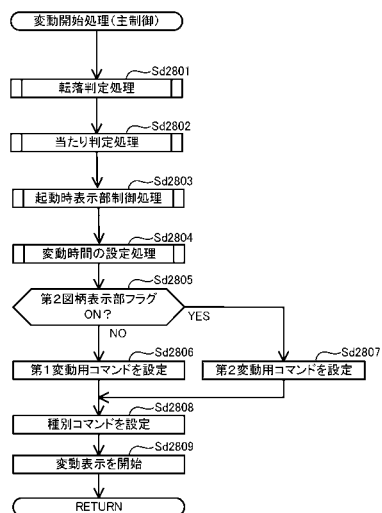 変動開始処理(主制御)
Sd2801
転落判定処理
Sd2802
当たり判定処理
Sd2803
起動時表示部制御処理
Sd2804
変動時間の設定処理
Sd2805
第2図柄表示部フラグ
ON?
YES
NO
Sd2806
第1変動用コマンドを設定
Sd2807
第2変動用コマンドを設定
Sd2808
種別コマンドを設定
Sd2809
変動表示を開始
RETURN